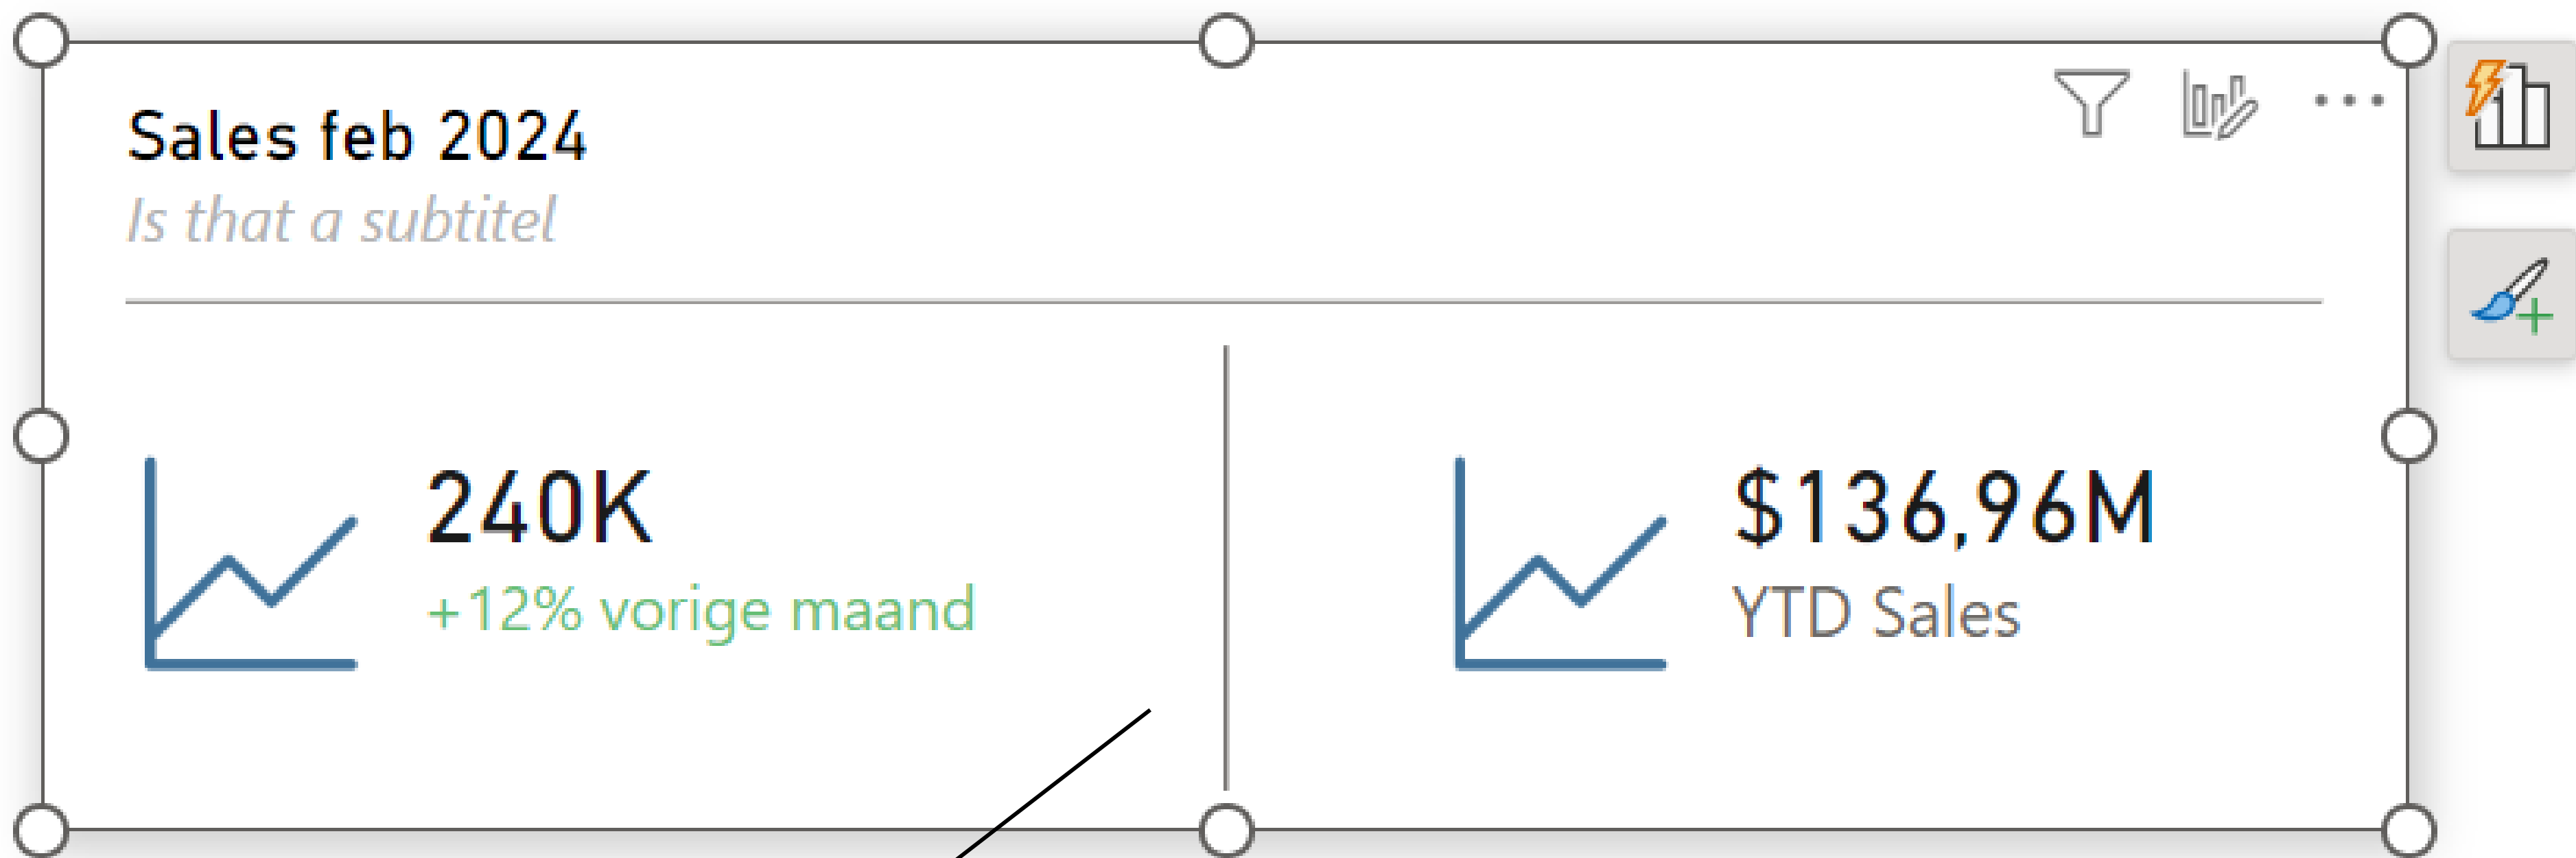 Sales feb 2024
Is that a subtitel
240K
+12% vorige maand
$136,96M
YTD Sales